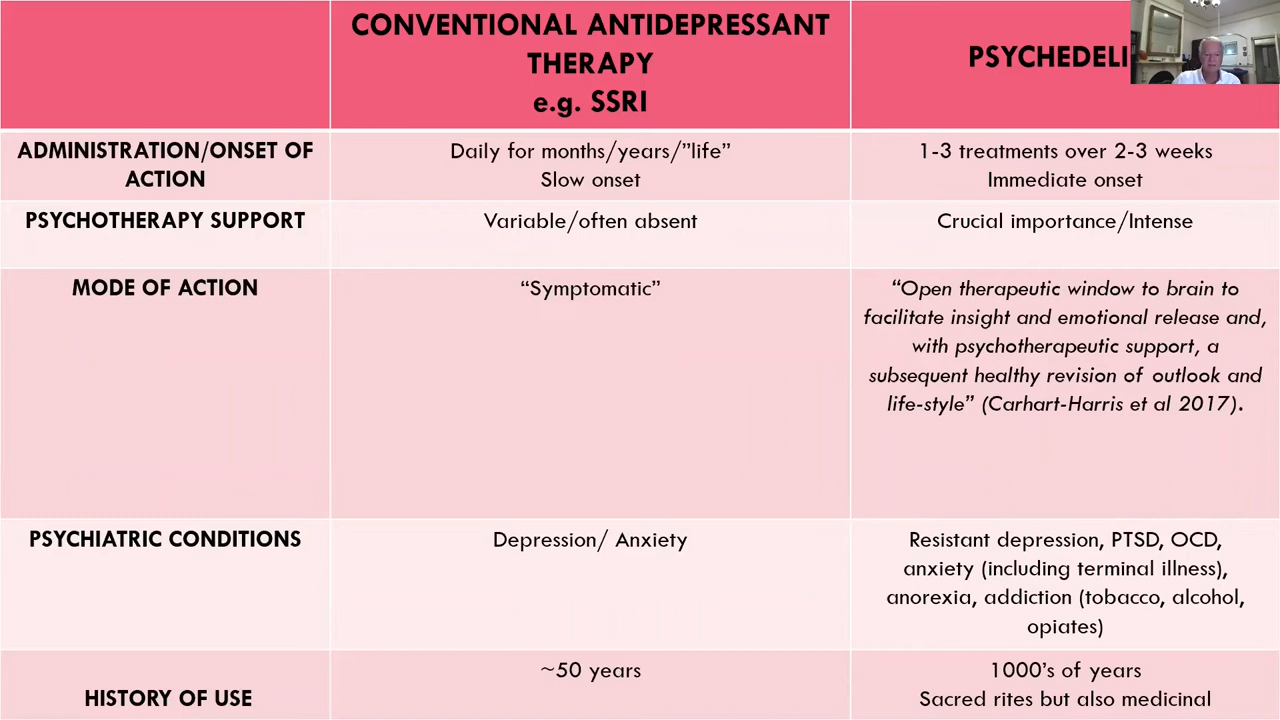 CONVENTIONAL ANTIDEPRESSANT
THERAPY
e.g. SSRI
PSYCHEDELI
ADMINISTRATION/ONSET OF
ACTION
Daily for months/years/”life”
Slow onset
1-3 treatments over 2-3 weeks
Immediate onset
PSYCHOTHERAPY SUPPORT
Variable/often absent
Crucial importance/Intense
MODE OF ACTION
“Symptomatic”
“Open therapeutic window to brain to
facilitate insight and emotional release and,
with psychotherapeutic support, a
subsequent healthy revision of outlook and
life-style” (Carhart-Harris et al 2017).
PSYCHIATRIC CONDITIONS
Depression/ Anxiety
Resistant depression, PTSD, OCD,
anxiety (including terminal illness),
anorexia, addiction (tobacco, alcohol,
opiates)
HISTORY OF USE
~50 years
1000’s of years
Sacred rites but also medicinal